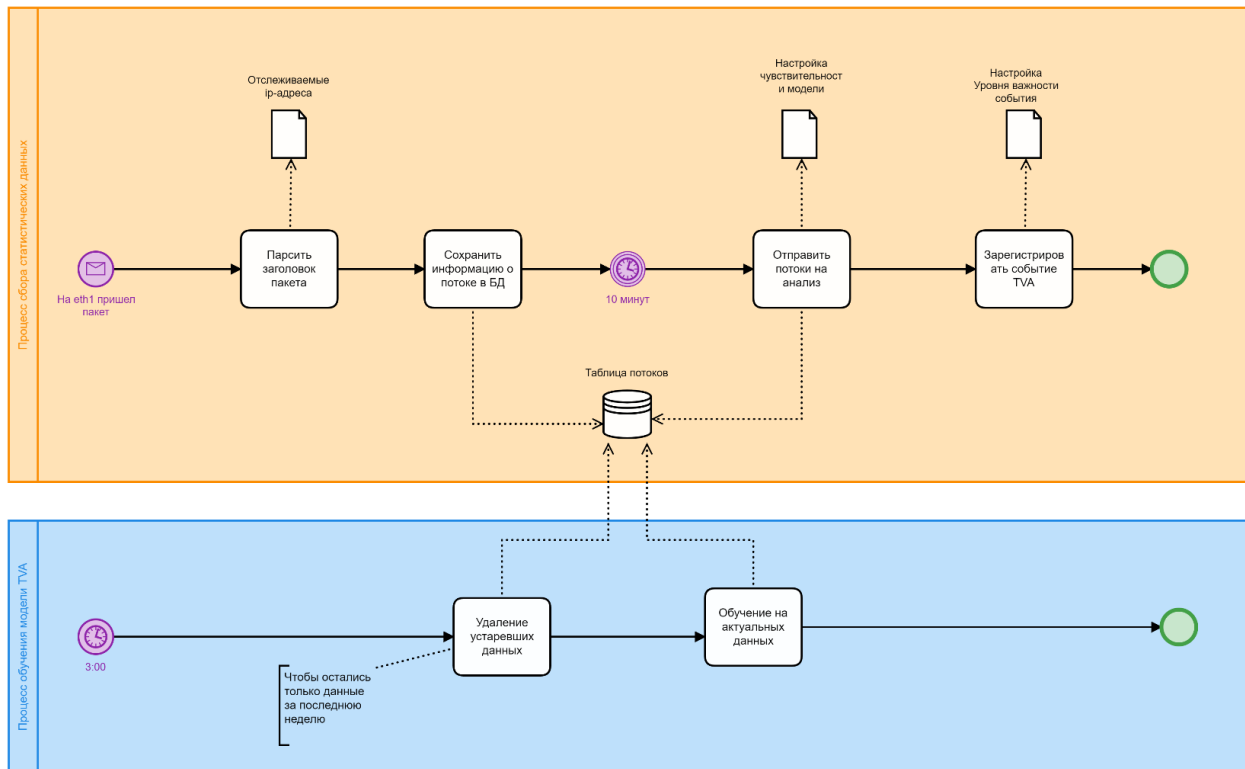 Процесс сбора статистических данных
Отслеживаемые
ip-адреса
Настройка
чувствительност
и модели
Настройка
Уровня важности
события
На eth1 пришел
пакет
Парсить
заголовок
пакета
Сохранить
информацию о
потоке в БД
10 минут
Отправить
потоки на
анализ
Зарегистриров
ать событие
TVA
Таблица потоков
Процесс обучения модели TVA
3:00
Удаление
устаревших
данных
Обучение на
актуальных
данных
Чтобы остались
только данные
за последнюю
неделю